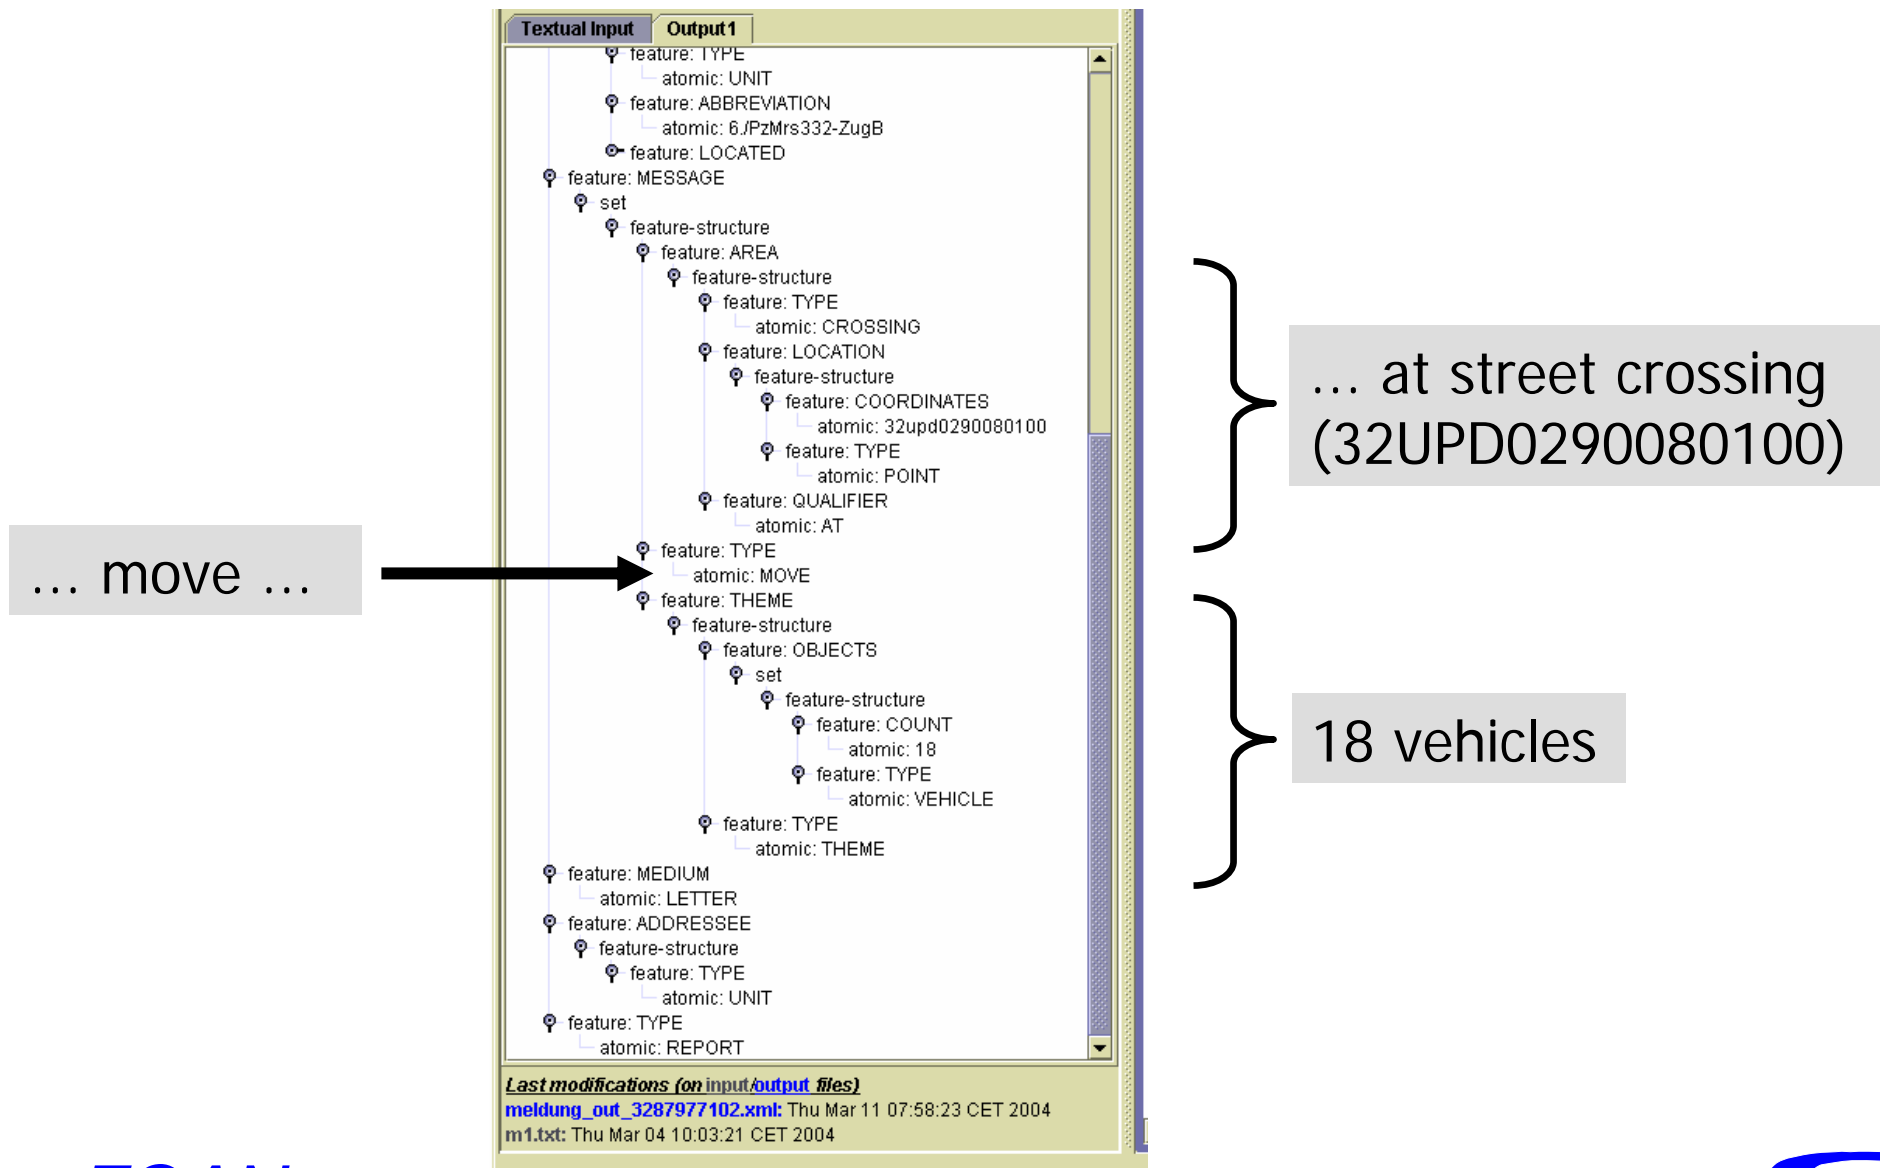 Textual Input Output1
feature: TYPE
atomic: UNIT
feature: ABBREVIATION
atomic: 6./PzMrs332-ZugB
feature: LOCATED
feature: MESSAGE
set
feature-structure
feature: AREA
feature-structure
feature: TYPE
atomic: CROSSING
feature: LOCATION
feature-structure
feature: COORDINATES
atomic: 32upd0290080100
feature: TYPE
atomic: POINT
feature: QUALIFIER
atomic: AT
feature: TYPE
atomic: MOVE
feature: THEME
feature-structure
feature: OBJECTS
set
feature-structure
feature: COUNT
atomic: 18
feature: TYPE
atomic: VEHICLE
feature: TYPE
atomic: THEME
feature: MEDIUM
atomic: LETTER
feature: ADDRESSEE
feature-structure
feature: TYPE
atomic: UNIT
feature: TYPE
atomic: REPORT
Last modifications (on input/output files)
meldung_out_3287977102.xml: Thu Mar 11 07:58:23 CET 2004
m1.txt: Thu Mar 04 10:03:21 CET 2004
... move ...
... at street crossing
(32UPD0290080100)
18 vehicles